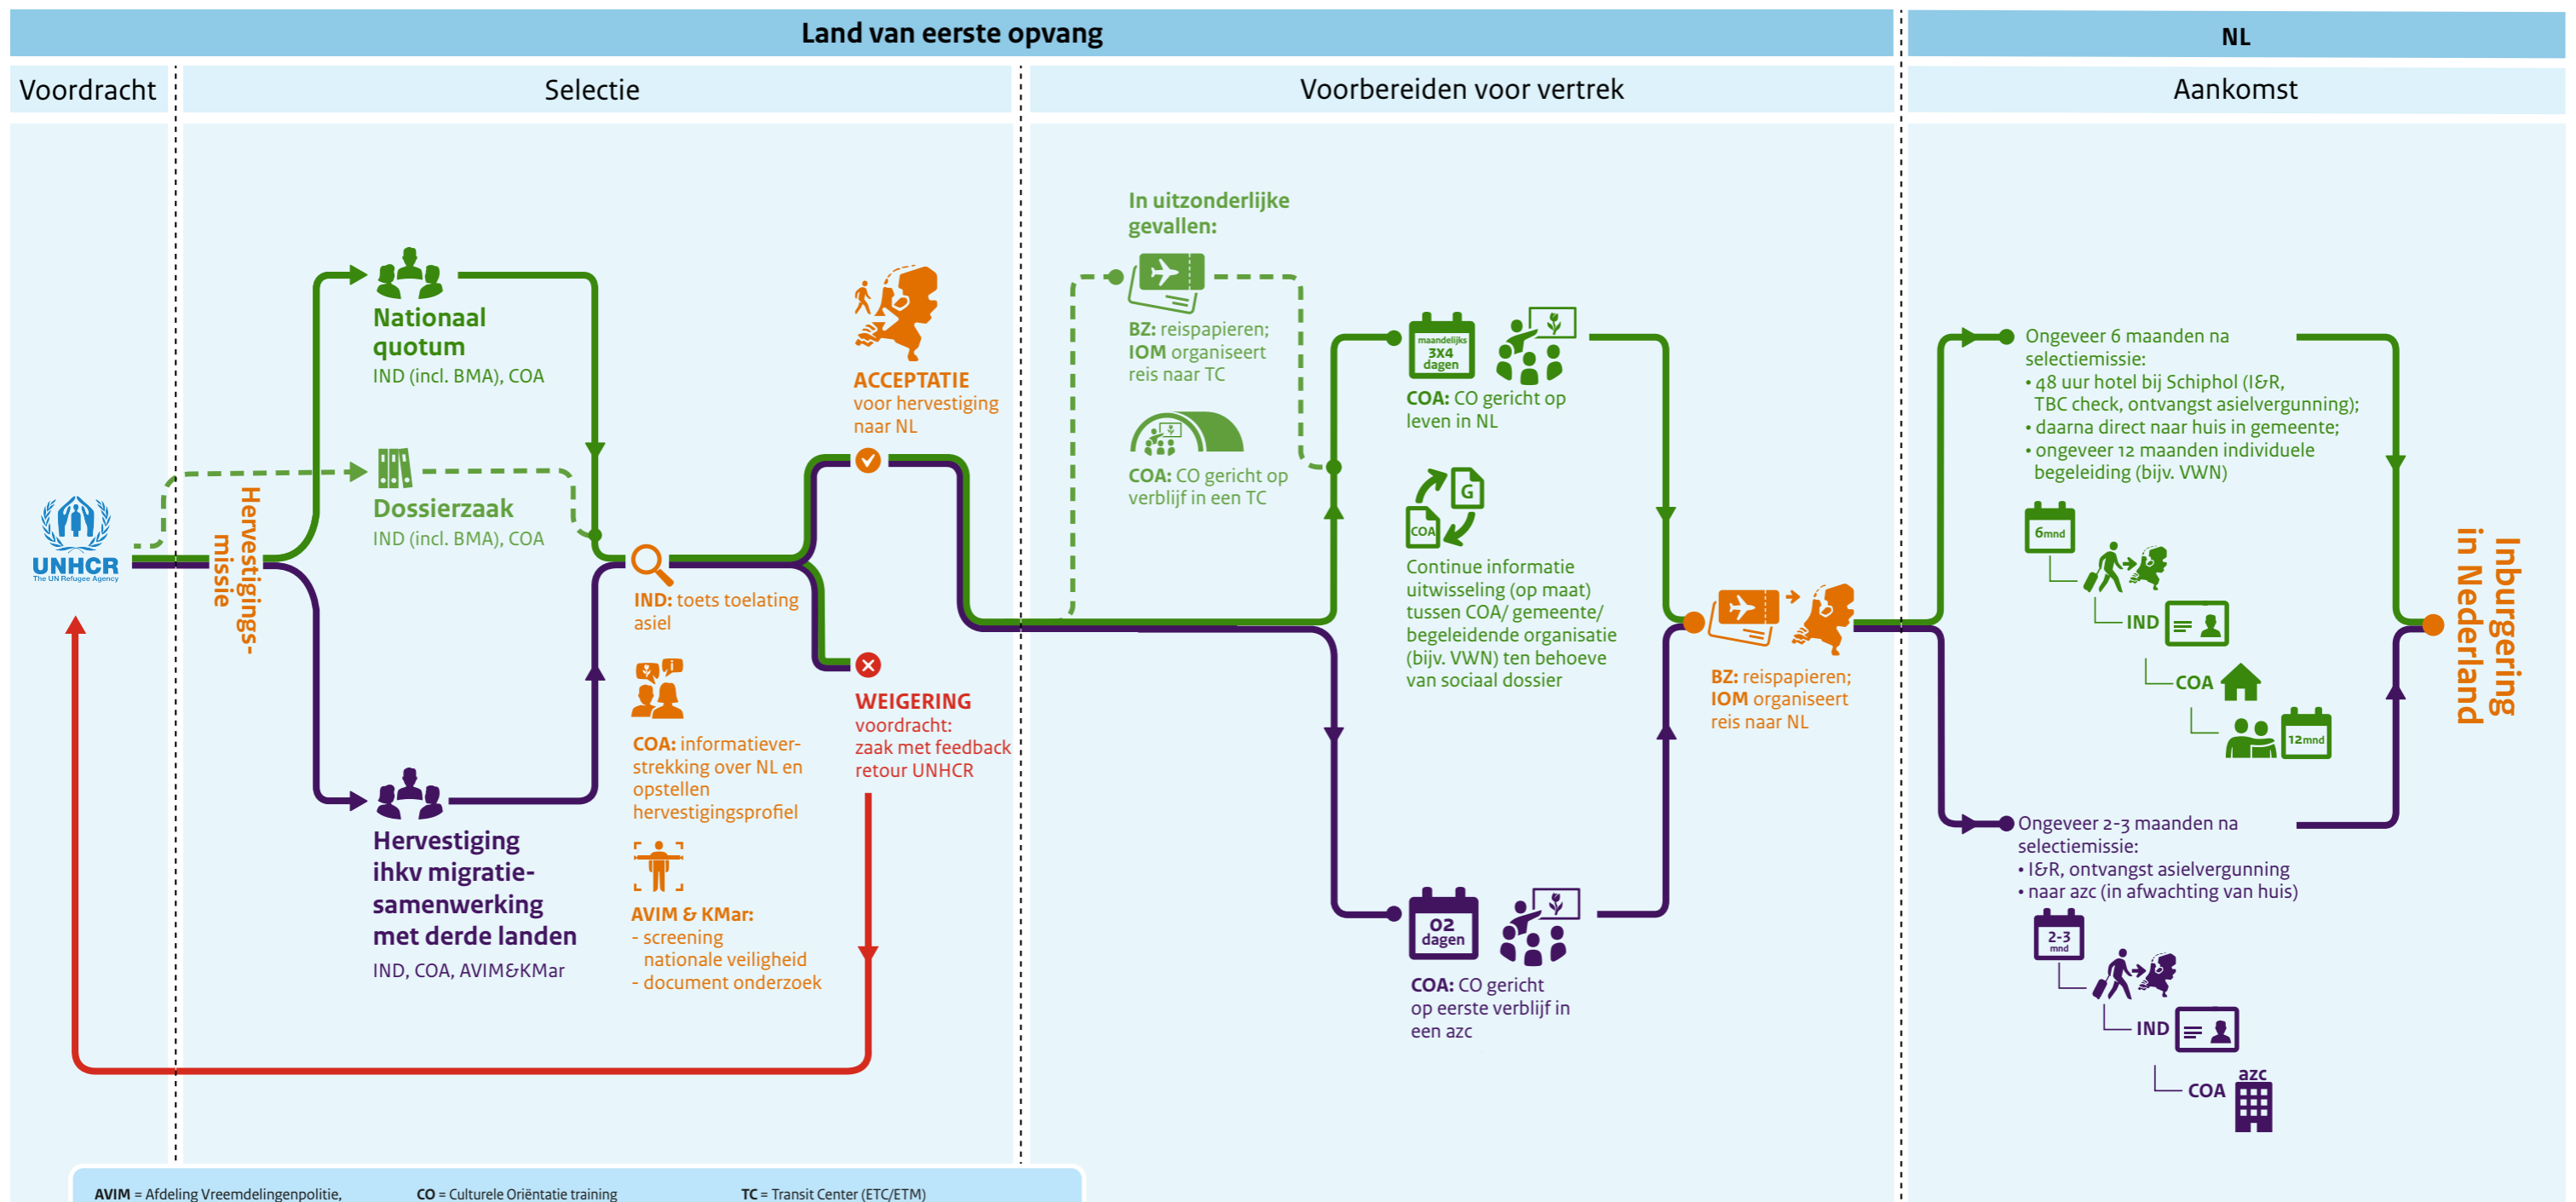 Land van eerste opvang
NL
Voordracht
Selectie
Voorbereiden voor vertrek
Aankomst
UNHCR
The UN Refugee Agency
Hervestigings-
missie
Nationaal
quotum
IND (incl. BMA), COA
Dossierzaak
IND (incl. BMA), COA
Hervestiging
ihkv migratie-
samenwerking
met derde landen
IND, COA, AVIM&KMar
IND: toets toelating
asiel
COA: informatiever-
strekking over NL en
opstellen
hervestigingsprofiel
AVIM & KMar:
- screening
nationale veiligheid
- document onderzoek
ACCEPTATIE
voor hervestiging
naar NL
WEIGERING
voordracht:
zaak met feedback
retour UNHCR
In uitzonderlijke
gevallen:
BZ: reispapieren;
IOM organiseert
reis naar TC
COA: CO gericht op
verblijf in een TC
maandelijks
3X4
dagen
COA: CO gericht op
leven in NL
G
COA
Continue informatie
uitwisseling (op maat)
tussen COA/ gemeente/
begeleidende organisatie
(bijv. VWN) ten behoeve
van sociaal dossier
02
dagen
COA: CO gericht
op eerste verblijf in
een azc
BZ: reispapieren;
IOM organiseert
reis naar NL
Ongeveer 6 maanden na
selectiemissie:
• 48 uur hotel bij Schiphol (I&R,
TBC check, ontvangst asielvergunning);
• daarna direct naar huis in gemeente;
• ongeveer 12 maanden individuele
begeleiding (bijv. VWN)
6mnd
IND
COA
12mnd
Ongeveer 2-3 maanden na
selectiemissie:
• I&R, ontvangst asielvergunning
• naar azc (in afwachting van huis)
2-3
mnd
IND
COA
azc
Inburgering
in Nederland
AVIM = Afdeling Vreemdelingenpolitie,
CO = Culturele Oriëntatie training
TC = Transit Center (ETC/ETM)